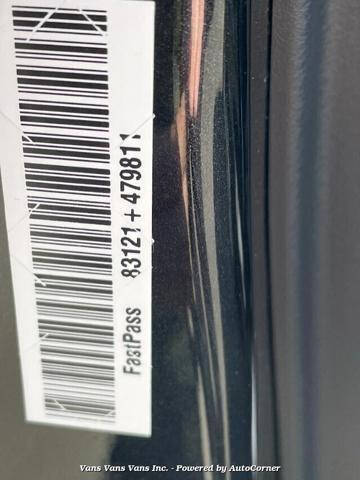 FastPass 83121+479811
Vans Vans Vans Inc. - Powered by AutoCorner